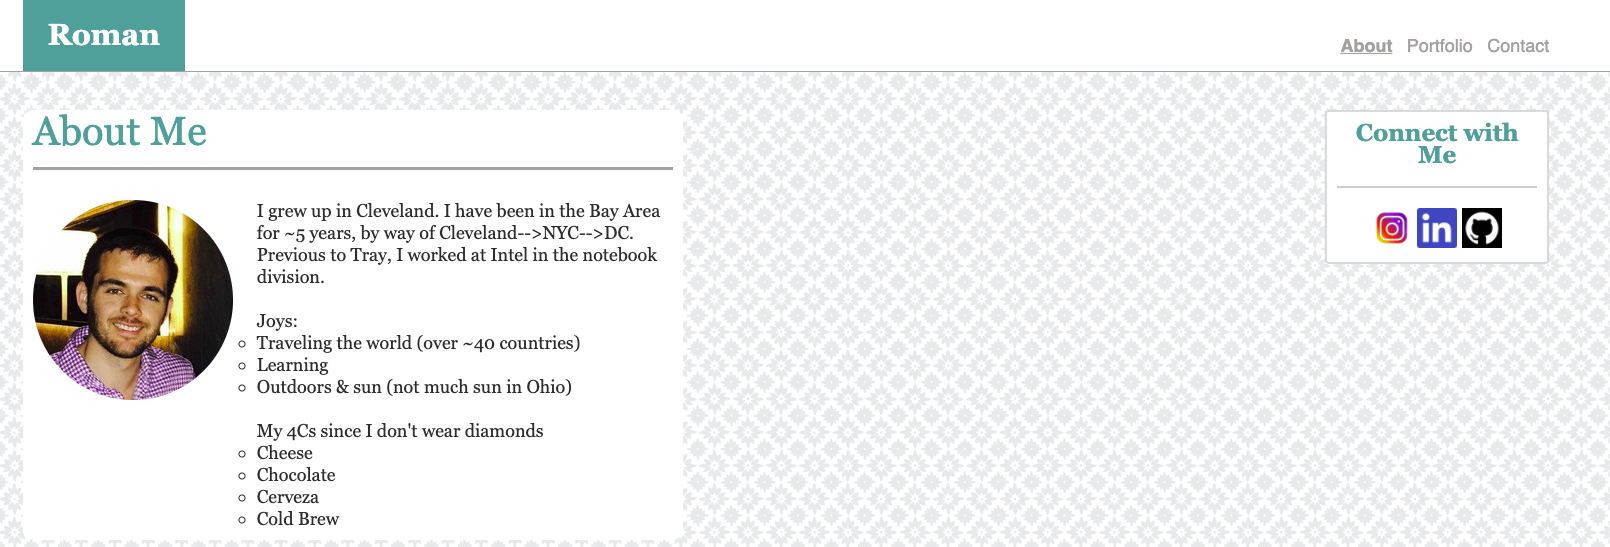 Roman
About Portfolio Contact
About Me
I grew up in Cleveland. I have been in the Bay Area
for ~5 years, by way of Cleveland-->NYC-->DC.
Previous to Tray, I worked at Intel in the notebook
division.
Joys:
Traveling the world (over ~40 countries)
Learning
Outdoors & sun (not much sun in Ohio)
My 4Cs since I don't wear diamonds
Cheese
Chocolate
Cerveza
Cold Brew
Connect with
Me
in